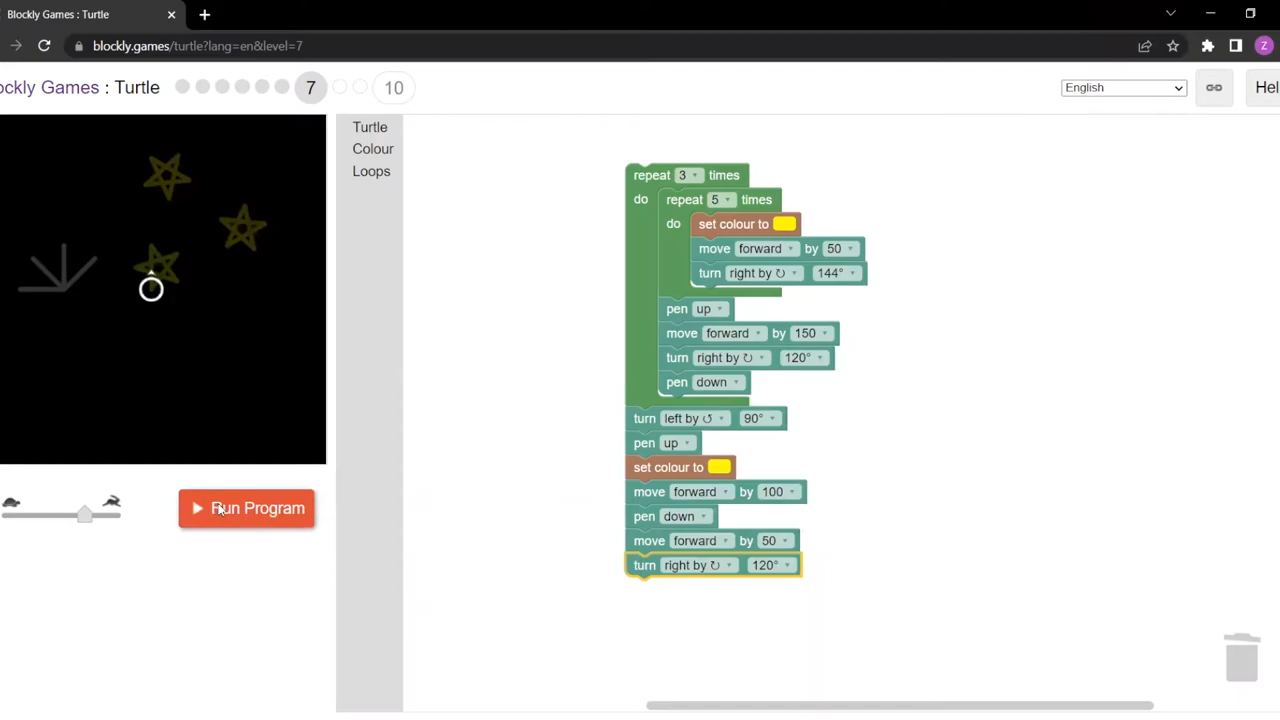 Blockly Games : Turtle
blockly.games/turtle?lang=en&level=7
Z
ockly Games : Turtle
7
10
English
Hel
Turtle
Colour
Loops
repeat 3 times
do repeat 5 times
do set colour to
move forward by 50
turn right by ↻ 144°
pen up
move forward by 150
turn right by ↻ 120°
pen down
turn left by ↺ 90°
pen up
set colour to
move forward by 100
pen down
move forward by 50
turn right by ↻ 120°
Run Program